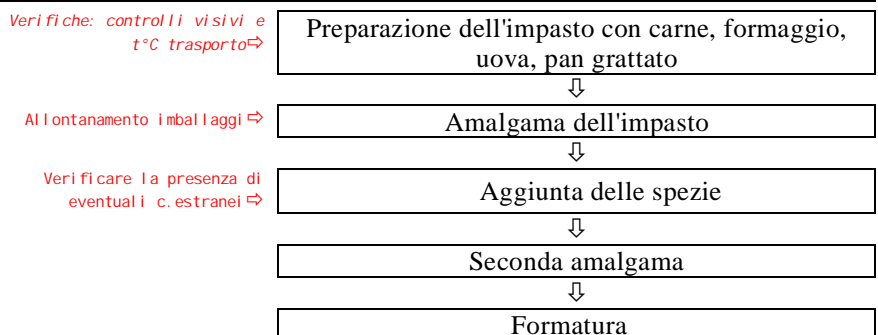 Verifiche: controlli visivi e
t°C trasporto⇨
Preparazione dell'impasto con carne, formaggio,
uova, pan grattato
⇩
Allontanamento imballaggi⇨
Amalgama dell'impasto
⇩
Verificare la presenza di
eventuali c.estranei⇨
Aggiunta delle spezie
⇩
Seconda amalgama
⇩
Formatura